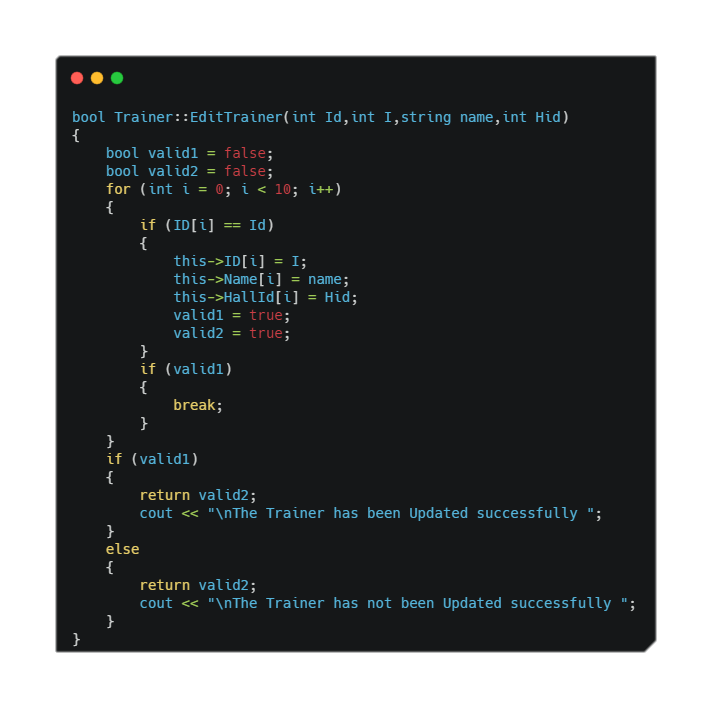 bool Trainer::EditTrainer(int Id,int I,string name,int Hid)
{
    bool valid1 = false;
    bool valid2 = false;
    for (int i = 0; i < 10; i++)
    {
        if (ID[i] == Id)
        {
            this->ID[i] = I;
            this->Name[i] = name;
            this->HallId[i] = Hid;
            valid1 = true;
            valid2 = true;
        }
        if (valid1)
        {
            break;
        }
    }
    if (valid1)
    {
        return valid2;
        cout << "\nThe Trainer has been Updated successfully ";
    }
    else
    {
        return valid2;
        cout << "\nThe Trainer has not been Updated successfully ";
    }
}